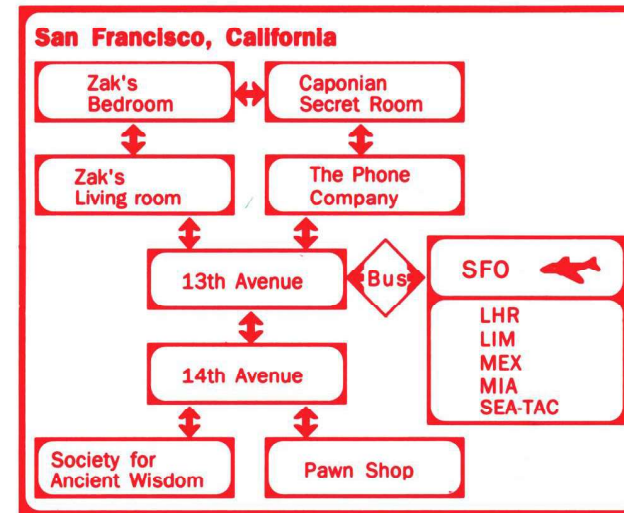 San Francisco, California
Zak's
Bedroom
Caponian
Secret Room
Zak's
Living room
The Phone
Company
13th Avenue
Bus
SFO
LHR
LIM
MEX
MIA
SEA-TAC
14th Avenue
Society for
Ancient Wisdom
Pawn Shop